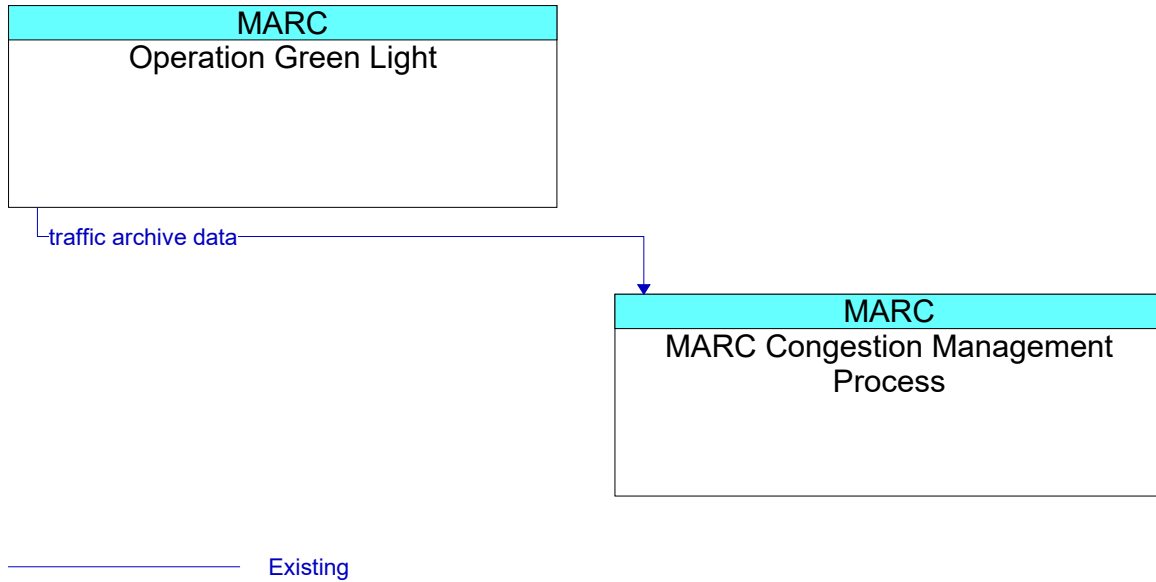 MARC
Operation Green Light
traffic archive data
MARC
MARC Congestion Management
Process
Existing